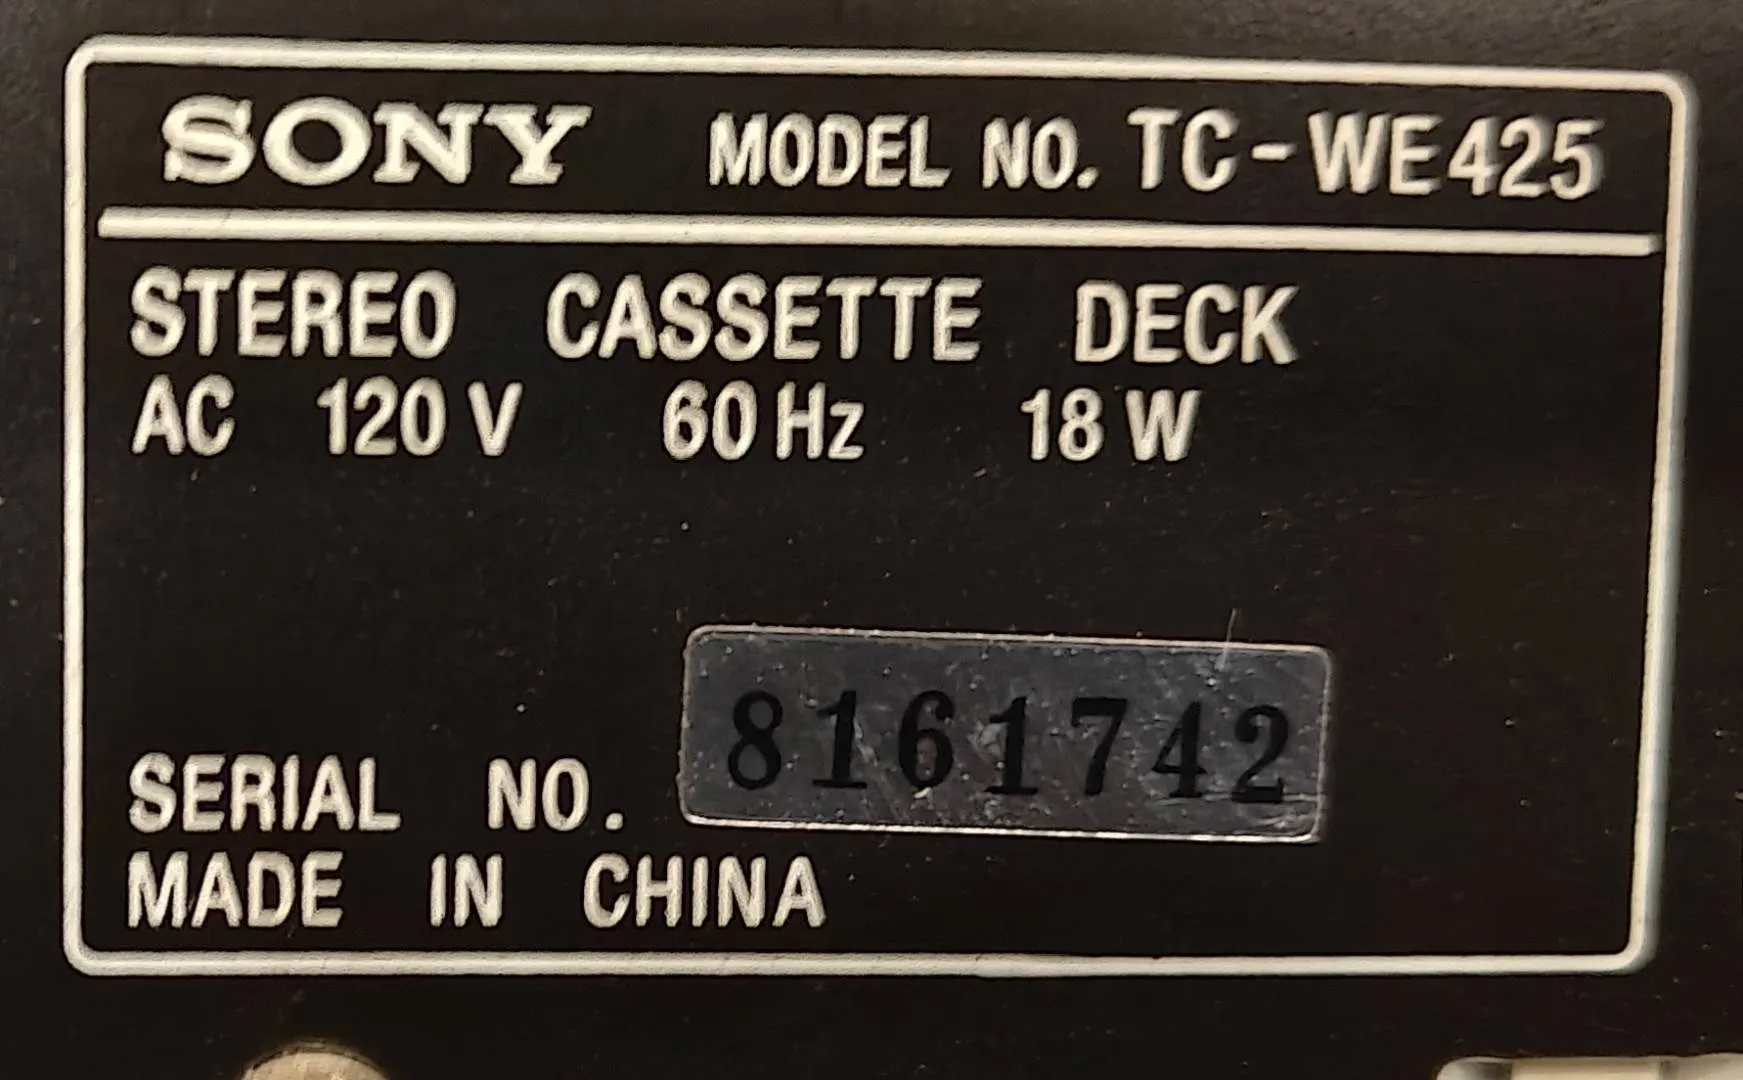 SONY MODEL NO. TC-WE425
STEREO CASSETTE DECK
AC 120 V 60 Hz 18 W
SERIAL NO. 8161742
MADE IN CHINA